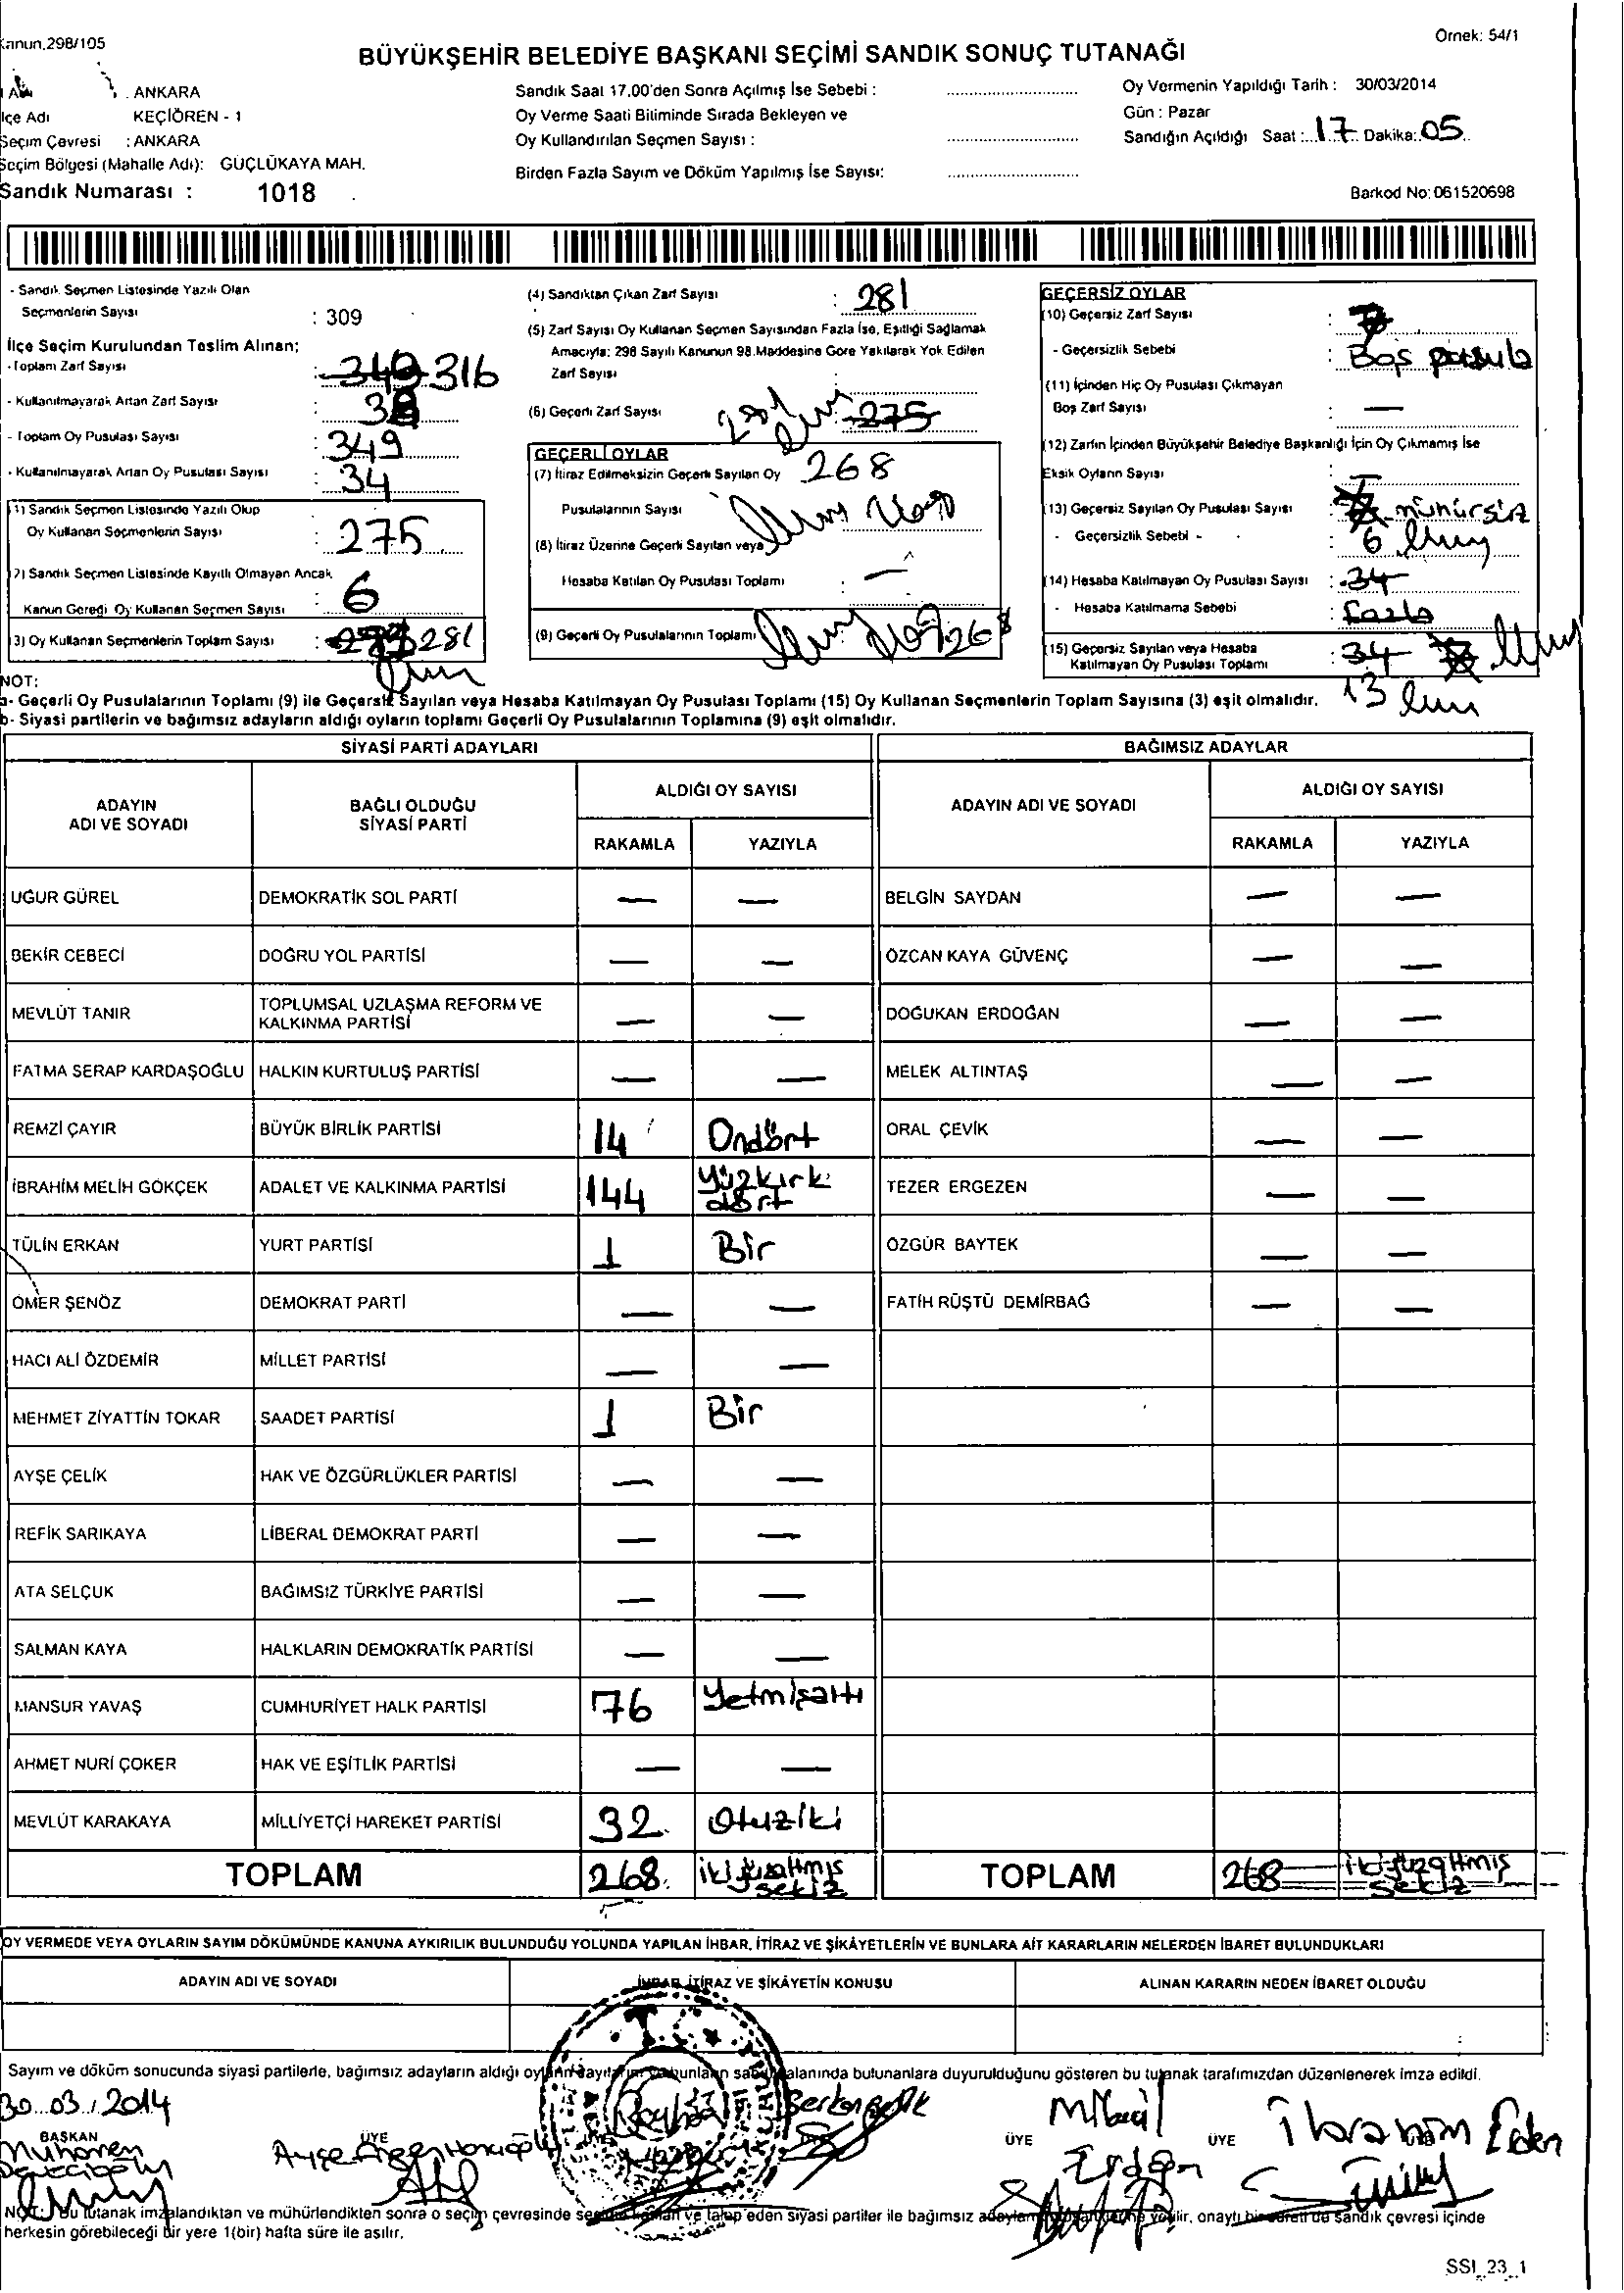 Kanun.298/105
Örnek: 54/1
BÜYÜKŞEHİR BELEDİYE BAŞKANI SEÇİMİ SANDIK SONUÇ TUTANAĞI
: ANKARA
İlçe Adı KEÇİÖREN - 1
Seçim Çevresi : ANKARA
Seçim Bölgesi (Mahalle Adı): GÜÇLÜKAYA MAH.
Sandık Numarası : 1018
Sandık Saat 17.00'den Sonra Açılmış İse Sebebi :
Oy Verme Saati Bitiminde Sırada Bekleyen ve
Oy Kullandırılan Seçmen Sayısı :
Birden Fazla Sayım ve Döküm Yapılmış İse Sayısı:
Oy Vermenin Yapıldığı Tarih : 30/03/2014
Gün : Pazar
Sandığın Açıldığı Saat : 17 Dakika: 05
Barkod No: 061520698
- Sandık Seçmen Listesinde Yazılı Olan
Seçmenlerin Sayısı : 309
İlçe Seçim Kurulundan Teslim Alınan;
- Toplam Zarf Sayısı : 349 316
- Kullanılmayarak Artan Zarf Sayısı :
- Toplam Oy Pusulası Sayısı : 349
- Kullanılmayarak Artan Oy Pusulası Sayısı : 34
(1) Sandık Seçmen Listesinde Yazılı Olup
Oy Kullanan Seçmenlerin Sayısı : 275
(2) Sandık Seçmen Listesinde Kayıtlı Olmayan Ancak
Kanun Gereği Oy Kullanan Seçmen Sayısı : 6
(3) Oy Kullanan Seçmenlerin Toplam Sayısı : 281
(4) Sandıktan Çıkan Zarf Sayısı : 281
(5) Zarf Sayısı Oy Kullanan Seçmen Sayısından Fazla İse, Eşitliği Sağlamak
Amacıyla: 298 Sayılı Kanunun 98.Maddesine Göre Yakılarak Yok Edilen
Zarf Sayısı :
(6) Geçerli Zarf Sayısı : 275
GEÇERLİ OYLAR
(7) İtiraz Edilmeksizin Geçerli Sayılan Oy 268
Pusulalarının Sayısı
(8) İtiraz Üzerine Geçerli Sayılan veya
Hesaba Katılan Oy Pusulası Toplamı : —
(9) Geçerli Oy Pusulalarının Toplamı 268
GEÇERSİZ OYLAR
(10) Geçersiz Zarf Sayısı :
- Geçersizlik Sebebi : Boş pusula
(11) İçinden Hiç Oy Pusulası Çıkmayan
Boş Zarf Sayısı : —
(12) Zarfın İçinden Büyükşehir Belediye Başkanlığı İçin Oy Çıkmamış İse
Eksik Oyların Sayısı :
(13) Geçersiz Sayılan Oy Pusulası Sayısı : mühürsüz
- Geçersizlik Sebebi - : 6
(14) Hesaba Katılmayan Oy Pusulası Sayısı : 34
- Hesaba Katılmama Sebebi : fazla
(15) Geçersiz Sayılan veya Hesaba
Katılmayan Oy Pusulası Toplamı : 34
13
NOT:
a- Geçerli Oy Pusulalarının Toplamı (9) ile Geçersiz Sayılan veya Hesaba Katılmayan Oy Pusulası Toplamı (15) Oy Kullanan Seçmenlerin Toplam Sayısına (3) eşit olmalıdır.
b- Siyasi partilerin ve bağımsız adayların aldığı oyların toplamı Geçerli Oy Pusulalarının Toplamına (9) eşit olmalıdır.
SİYASİ PARTİ ADAYLARI BAĞIMSIZ ADAYLAR
ADAYIN ADI VE SOYADI BAĞLI OLDUĞU SİYASİ PARTİ ALDIĞI OY SAYISI ADAYIN ADI VE SOYADI ALDIĞI OY SAYISI
RAKAMLA YAZIYLA RAKAMLA YAZIYLA
UĞUR GÜREL DEMOKRATİK SOL PARTİ — — BELGİN SAYDAN — —
BEKİR CEBECİ DOĞRU YOL PARTİSİ — — ÖZCAN KAYA GÜVENÇ — —
MEVLÜT TANIR TOPLUMSAL UZLAŞMA REFORM VE KALKINMA PARTİSİ — — DOĞUKAN ERDOĞAN — —
FATMA SERAP KARDAŞOĞLU HALKIN KURTULUŞ PARTİSİ — — MELEK ALTINTAŞ — —
REMZİ ÇAYIR BÜYÜK BİRLİK PARTİSİ 14 Ondört ORAL ÇEVİK — —
İBRAHİM MELİH GÖKÇEK ADALET VE KALKINMA PARTİSİ 144 Yüzkırk dört TEZER ERGEZEN — —
TÜLİN ERKAN YURT PARTİSİ 1 Bir ÖZGÜR BAYTEK — —
ÖMER ŞENÖZ DEMOKRAT PARTİ — — FATİH RÜŞTÜ DEMİRBAĞ — —
HACI ALİ ÖZDEMİR MİLLET PARTİSİ — —
MEHMET ZİYATTİN TOKAR SAADET PARTİSİ 1 Bir
AYŞE ÇELİK HAK VE ÖZGÜRLÜKLER PARTİSİ — —
REFİK SARIKAYA LİBERAL DEMOKRAT PARTİ — —
ATA SELÇUK BAĞIMSIZ TÜRKİYE PARTİSİ — —
SALMAN KAYA HALKLARIN DEMOKRATİK PARTİSİ — —
MANSUR YAVAŞ CUMHURİYET HALK PARTİSİ 76 Yetmişaltı
AHMET NURİ ÇOKER HAK VE EŞİTLİK PARTİSİ — —
MEVLÜT KARAKAYA MİLLİYETÇİ HAREKET PARTİSİ 32 Otuziki
TOPLAM 268 ikiyüzaltmış sekiz TOPLAM 268 ikiyüzaltmış sekiz
OY VERMEDE VEYA OYLARIN SAYIM DÖKÜMÜNDE KANUNA AYKIRILIK BULUNDUĞU YOLUNDA YAPILAN İHBAR, İTİRAZ VE ŞİKÂYETLERİN VE BUNLARA AİT KARARLARIN NELERDEN İBARET BULUNDUKLARI
ADAYIN ADI VE SOYADI İHBAR, İTİRAZ VE ŞİKÂYETİN KONUSU ALINAN KARARIN NEDEN İBARET OLDUĞU
Sayım ve döküm sonucunda siyasi partilerle, bağımsız adayların aldığı alanında bulunanlara duyurulduğunu gösteren bu tutanak tarafımızdan düzenlenerek imza edildi.
30.03.2014
BAŞKAN ÜYE ÜYE ÜYE
Mikail Erdem
İbrahim
NOT: Bu tutanak imzalandıktan ve mühürlendikten sonra o seçim çevresinde ve talep eden siyasi partiler ile bağımsız verilir, onaylı bir sureti de sandık çevresi içinde
herkesin görebileceği bir yere 1(bir) hafta süre ile asılır.
SSI_23_1